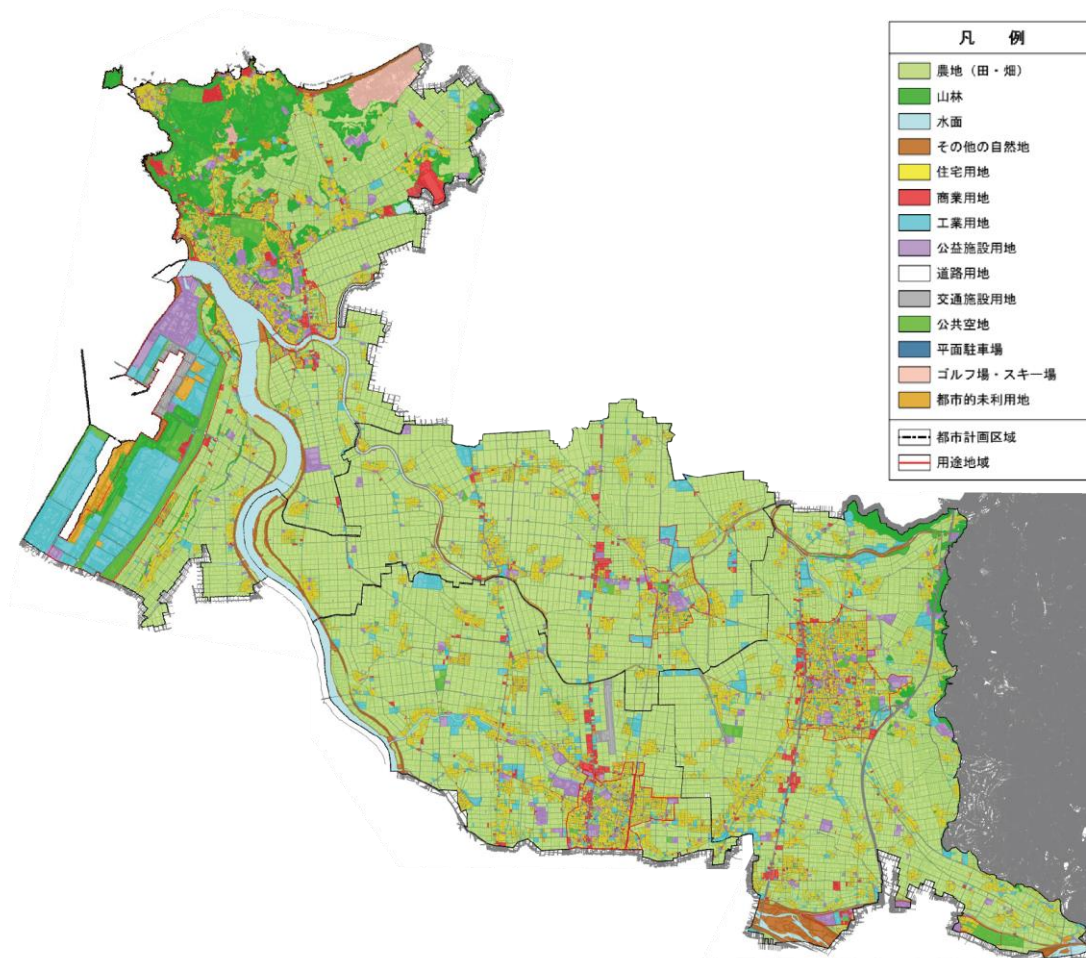 凡　例
農地（田・畑）
山林
水面
その他の自然地
住宅用地
商業用地
工業用地
公益施設用地
道路用地
交通施設用地
公共空地
平面駐車場
ゴルフ場・スキー場
都市的未利用地
都市計画区域
用途地域